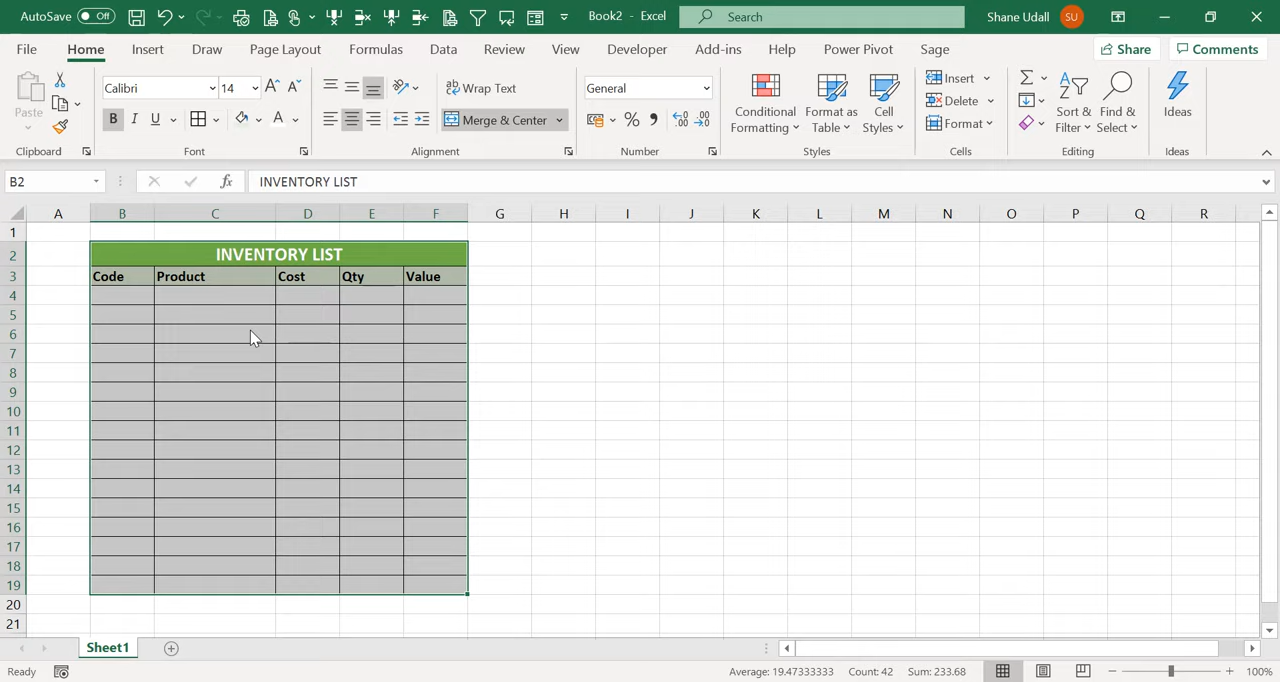 AutoSave Off Book2 - Excel Search Shane Udall SU
File Home Insert Draw Page Layout Formulas Data Review View Developer Add-ins Help Power Pivot Sage Share Comments
Paste
Clipboard
Calibri 14
B I U A
Font
ab Wrap Text
Merge & Center
Alignment
General
% 9
Number
Conditional Formatting
Format as Table
Cell Styles
Styles
Insert
Delete
Format
Cells
Sort & Filter
Find & Select
Editing
Ideas
Ideas
B2 fx INVENTORY LIST
A B C D E F G H I J K L M N O P Q R
1
2 INVENTORY LIST
3 Code Product Cost Qty Value
4
5
6
7
8
9
10
11
12
13
14
15
16
17
18
19
20
21
Sheet1
Ready Average: 19.47333333 Count: 42 Sum: 233.68 100%